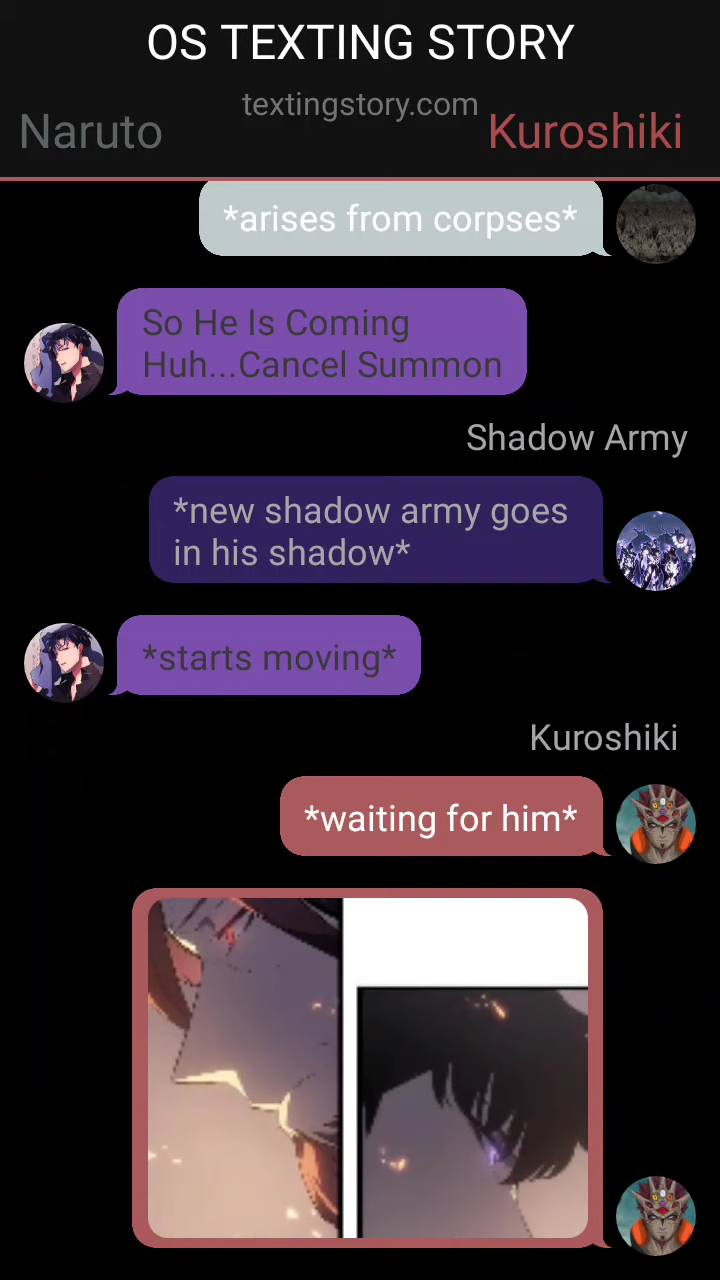 OS TEXTING STORY
textingstory.com
Naruto
Kuroshiki
*arises from corpses*
So He Is Coming
Huh...Cancel Summon
Shadow Army
*new shadow army goes
in his shadow*
*starts moving*
Kuroshiki
*waiting for him*